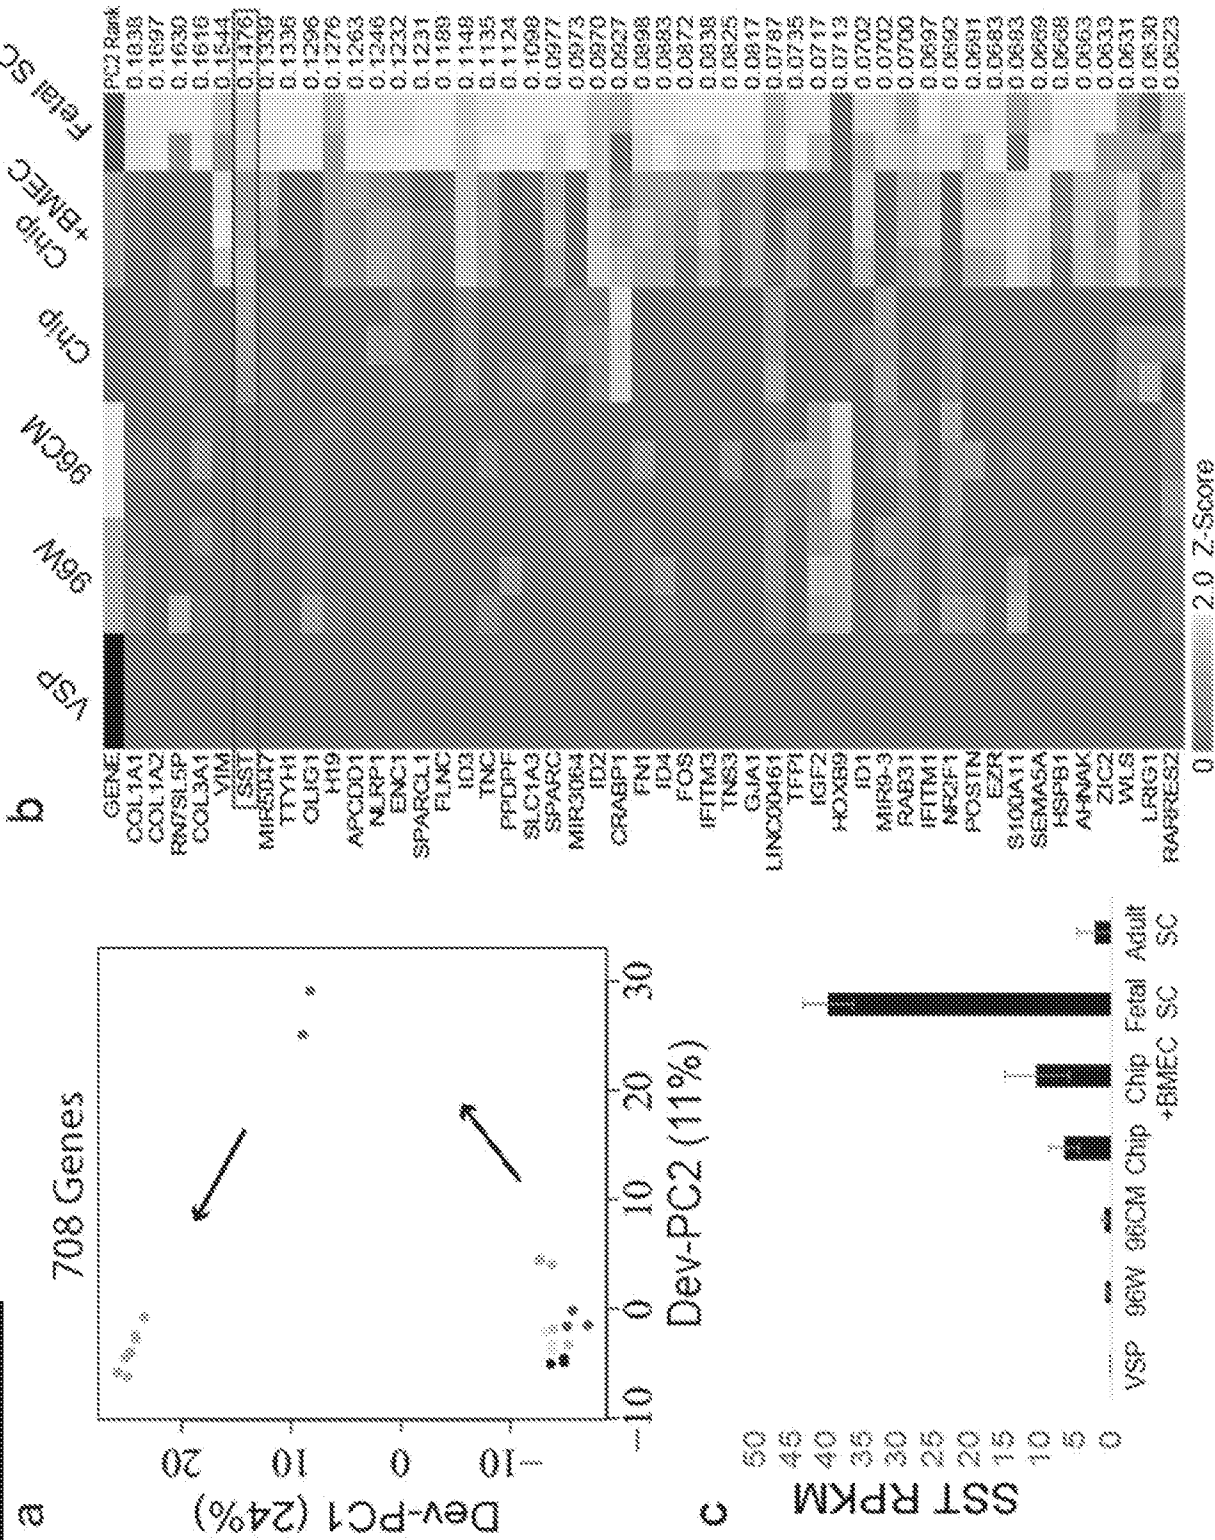 a
708 Genes
Dev-PC1 (24%)
20
10
0
-10
-10
0
10
20
30
Dev-PC2 (11%)
b
VSP
96W
96CM
Chip
Chip +BMEC
Fetal SC
GENE PC2 Rank
COL1A1 0.1838
COL1A2 0.1697
RN7SL5P 0.1630
COL3A1 0.1616
VIM 0.1544
SST 0.1476
MIR5047 0.1339
TTYH1 0.1336
OLIG1 0.1296
H19 0.1276
APCDD1 0.1263
NLRP1 0.1246
ENC1 0.1232
SPARCL1 0.1231
FLNC 0.1189
ID3 0.1148
TNC 0.1135
PPDPF 0.1124
SLC1A3 0.1098
SPARC 0.0977
MIR3064 0.0973
ID2 0.0970
CRABP1 0.0927
FN1 0.0898
ID4 0.0883
FOS 0.0872
IFITM3 0.0838
TNS3 0.0825
GJA1 0.0811
LINC00461 0.0787
TFPI 0.0735
IGF2 0.0717
HOXB9 0.0713
ID1 0.0702
MIR9-3 0.0702
RAB31 0.0700
IFITM1 0.0697
NR2F1 0.0692
POSTN 0.0691
EZR 0.0683
S100A11 0.0683
SEMA5A 0.0669
HSPB1 0.0668
AHNAK 0.0663
ZIC2 0.0633
WLS 0.0631
LRIG1 0.0630
RARRES2 0.0623
0 2.0 Z-Score
c
SST RPKM
50
45
40
35
30
25
20
15
10
5
0
VSP 96W 96CM Chip Chip +BMEC Fetal SC Adult SC